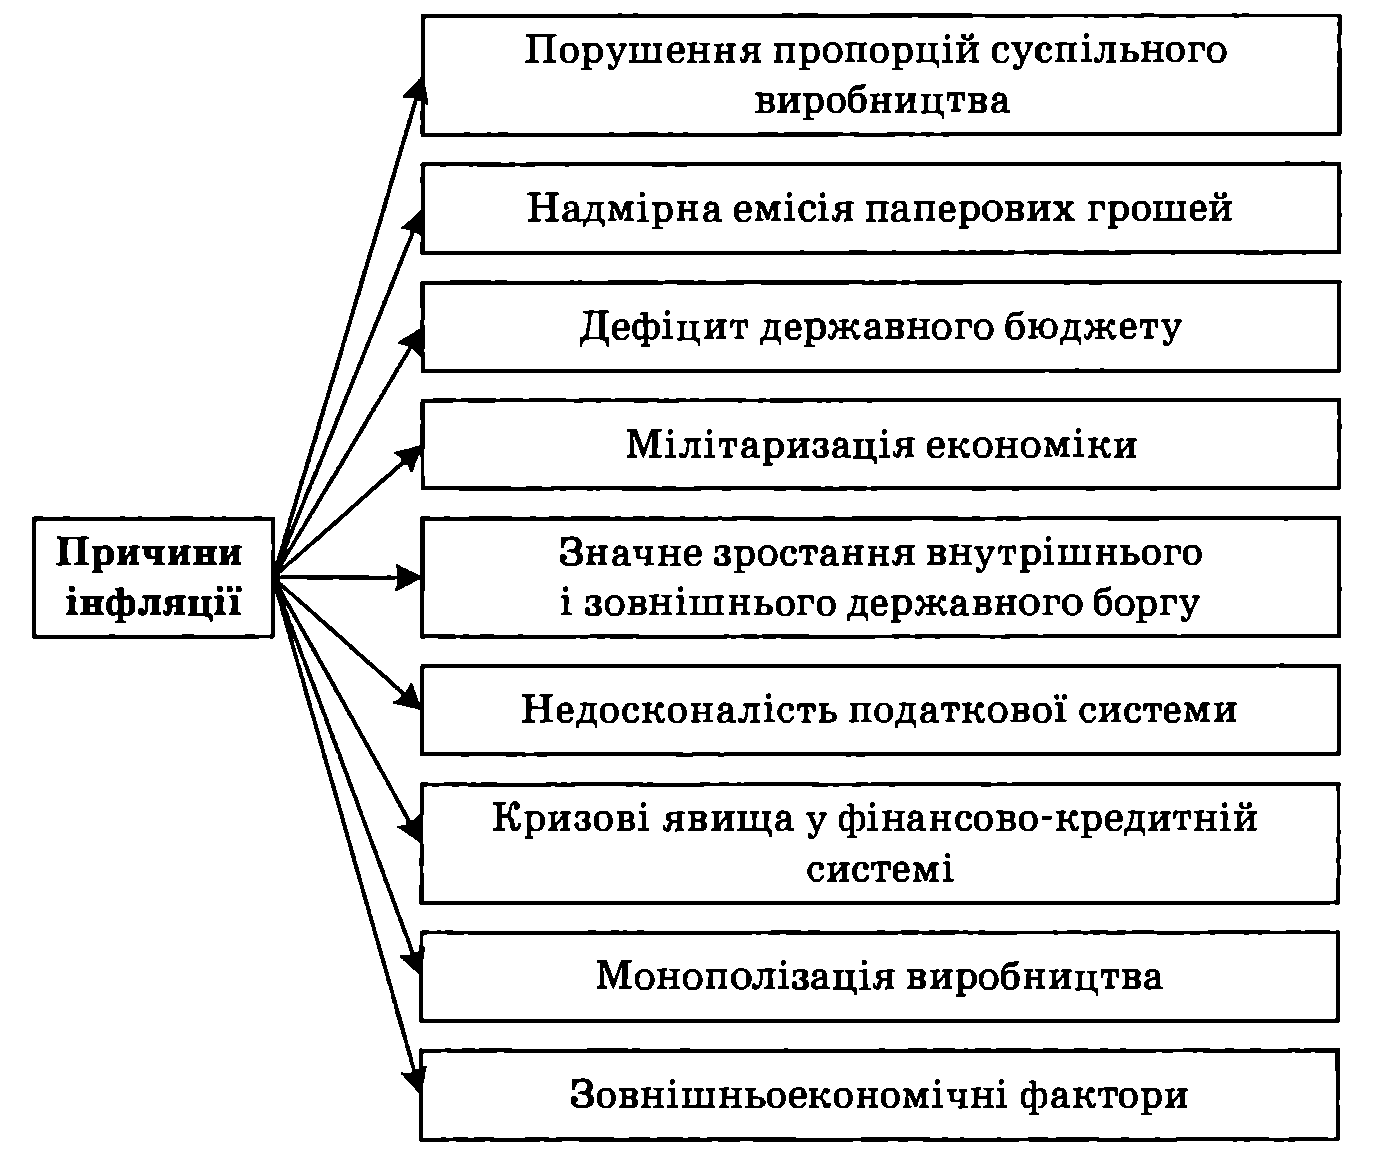 Порушення пропорцій суспільного
виробництва
Надмірна емісія паперових грошей
Дефіцит державного бюджету
Мілітаризація економіки
Причини
інфляції
Значне зростання внутрішнього
і зовнішнього державного боргу
Недосконалість податкової системи
Кризові явища у фінансово-кредитній
системі
Монополізація виробництва
Зовнішньоекономічні фактори